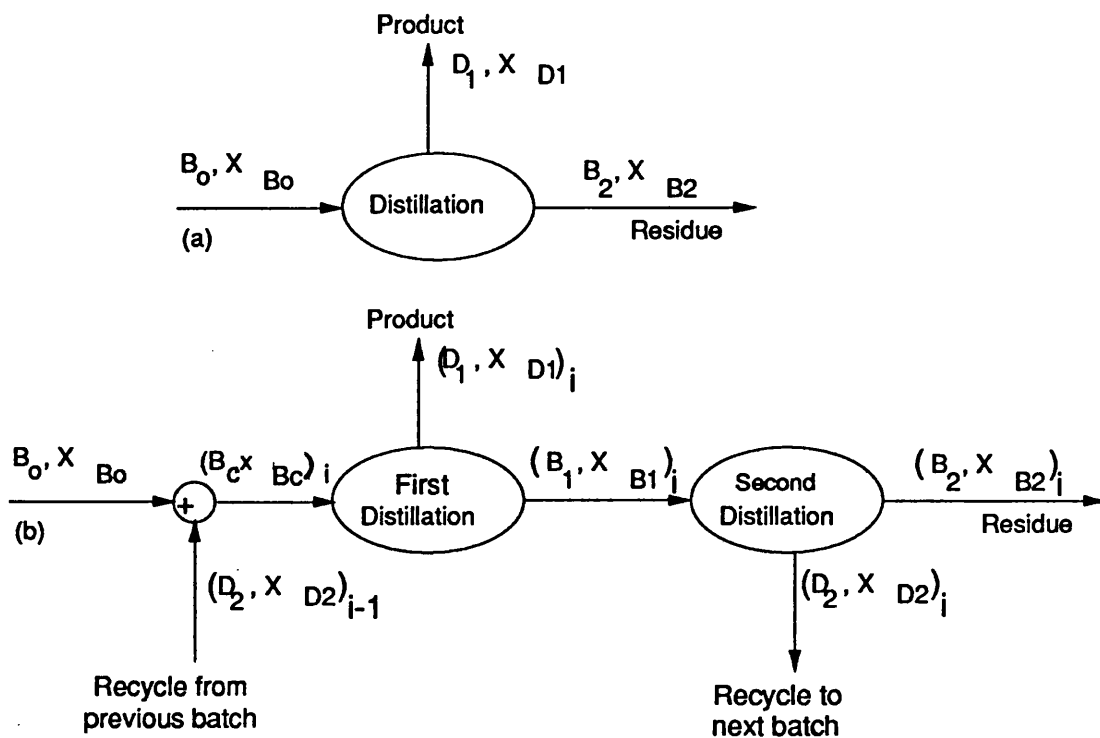 Product
D1, X D1
Bo, X Bo
Distillation
B2, X B2
Residue
(a)
Product
(D1, X D1)i
Bo, X Bo
(Bcx Bc) i
First
Distillation
(B1, X B1)i
Second
Distillation
(B2, X B2)i
Residue
+
(b)
(D2, X D2)i-1
(D2, X D2)i
Recycle from
previous batch
Recycle to
next batch